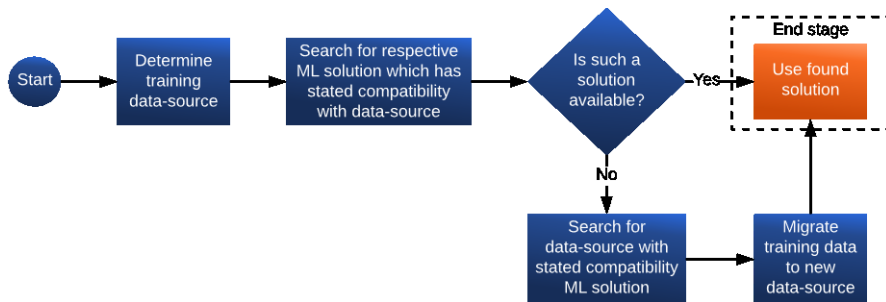 Start
Determine
training
data-source
Search for respective
ML solution which has
stated compatibility
with data-source
Is such a
solution
available?
Yes
End stage
Use found
solution
No
Search for
data-source with
stated compatibility
ML solution
Migrate
training data
to new
data-source